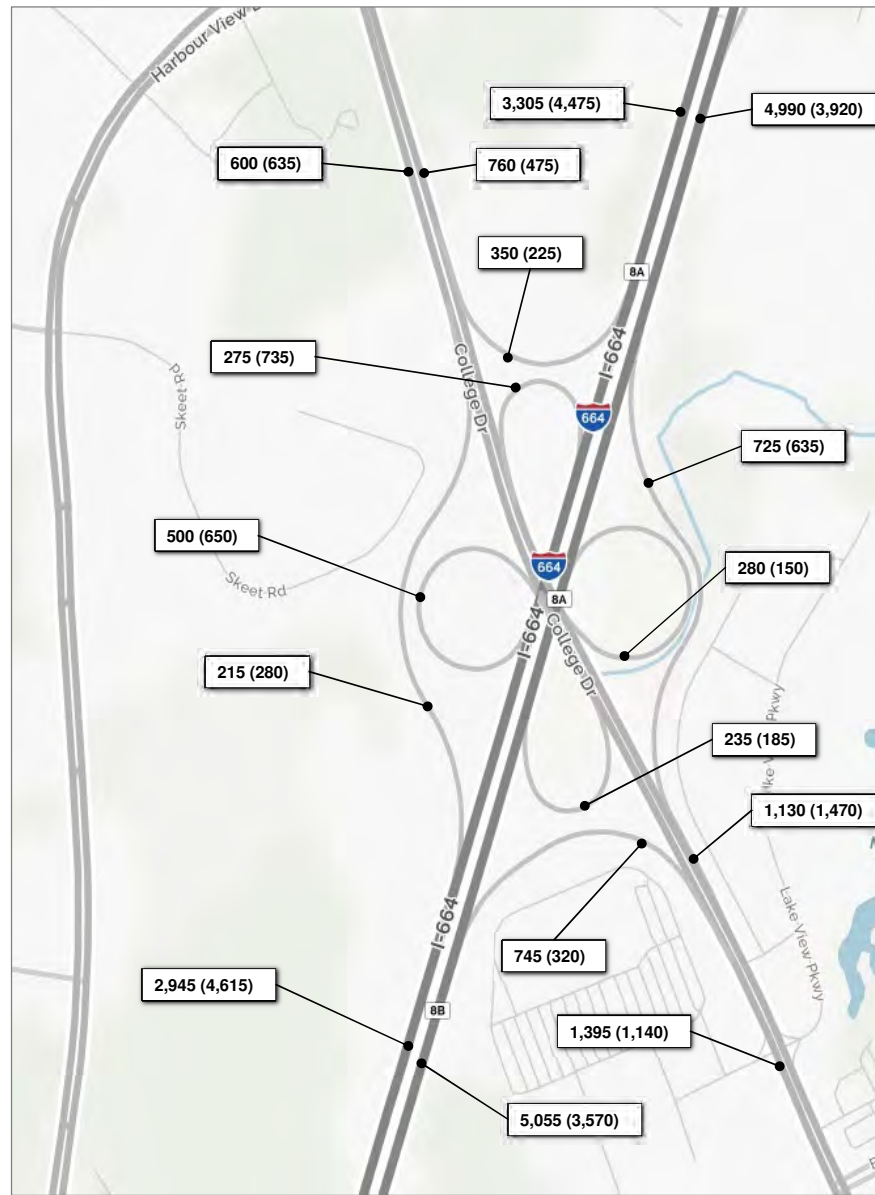 Harbour View
3,305 (4,475)
4,990 (3,920)
600 (635)
760 (475)
350 (225)
8A
I-664
275 (735)
College Dr
Skeet Rd
664
725 (635)
500 (650)
664
280 (150)
8A
Skeet Rd
I-664
College Dr
215 (280)
235 (185)
Pkwy
1,130 (1,470)
Lake View Pkwy
I-664
745 (320)
2,945 (4,615)
8B
1,395 (1,140)
5,055 (3,570)